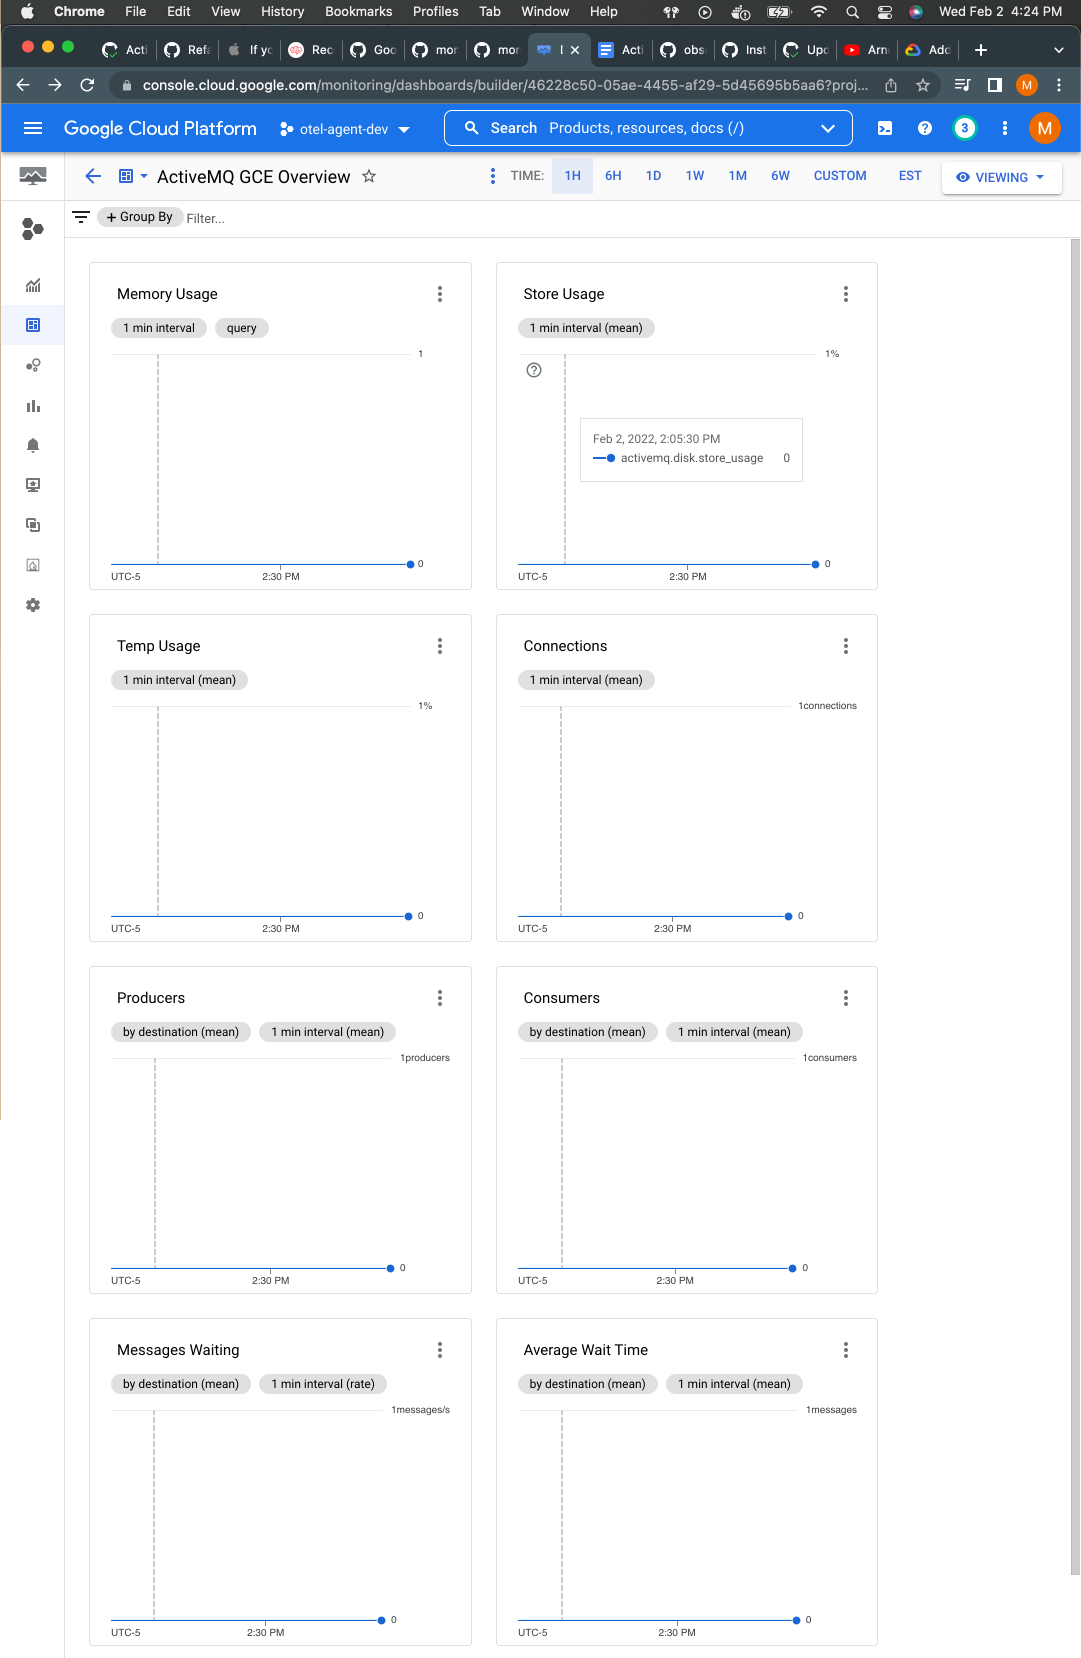 Chrome File Edit View History Bookmarks Profiles Tab Window Help Wed Feb 2 4:24 PM
Acti Refa If yo Rec Goo mor mor Acti obs Inst Upd Arn Add
console.cloud.google.com/monitoring/dashboards/builder/46228c50-05ae-4455-af29-5d45695b5aa6?proj... M
Google Cloud Platform otel-agent-dev Search Products, resources, docs (/) 3 M
ActiveMQ GCE Overview TIME: 1H 6H 1D 1W 1M 6W CUSTOM EST VIEWING
+ Group By Filter...
Memory Usage
1 min interval query
1
0
UTC-5 2:30 PM
Store Usage
1 min interval (mean)
1%
Feb 2, 2022, 2:05:30 PM
activemq.disk.store_usage 0
0
UTC-5 2:30 PM
Temp Usage
1 min interval (mean)
1%
0
UTC-5 2:30 PM
Connections
1 min interval (mean)
1connections
0
UTC-5 2:30 PM
Producers
by destination (mean) 1 min interval (mean)
1producers
0
UTC-5 2:30 PM
Consumers
by destination (mean) 1 min interval (mean)
1consumers
0
UTC-5 2:30 PM
Messages Waiting
by destination (mean) 1 min interval (rate)
1messages/s
0
UTC-5 2:30 PM
Average Wait Time
by destination (mean) 1 min interval (mean)
1messages
0
UTC-5 2:30 PM